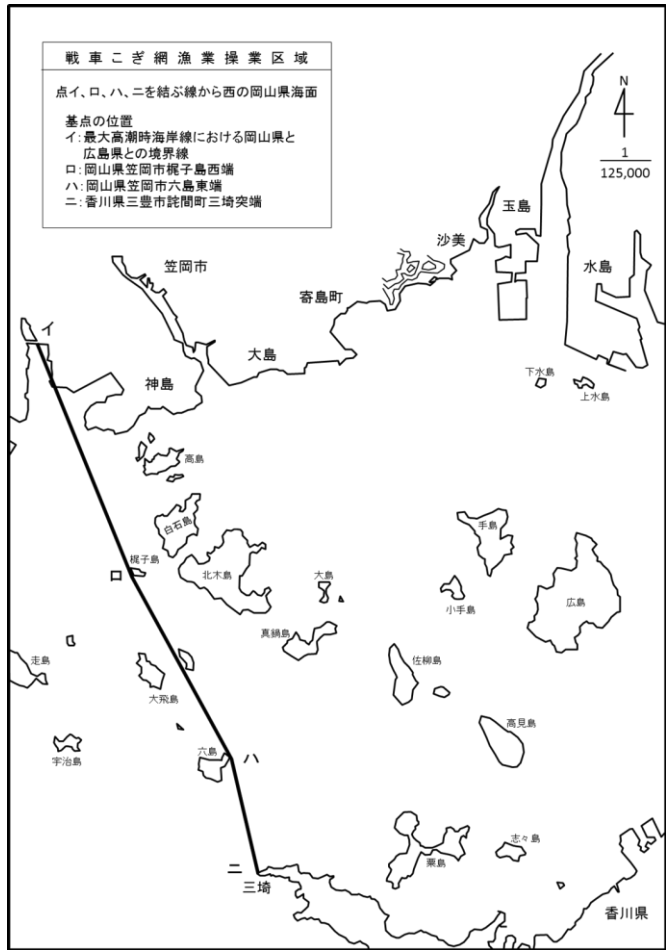 戦車こぎ網漁業操業区域
点イ、ロ、ハ、ニを結ぶ線から西の岡山県海面
基点の位置
イ:最大高潮時海岸線における岡山県と
広島県との境界線
ロ:岡山県笠岡市梶子島西端
ハ:岡山県笠岡市六島東端
ニ:香川県三豊市詫間町三埼突端
N
1
125,000
玉島
沙美
水島
笠岡市
寄島町
イ
大島
神島
下水島
上水島
高島
白石島
手島
梶子島
ロ
北木島
大島
小手島
広島
真鍋島
走島
佐柳島
大飛島
高見島
宇治島
六島
ハ
志々島
粟島
ニ
三埼
香川県